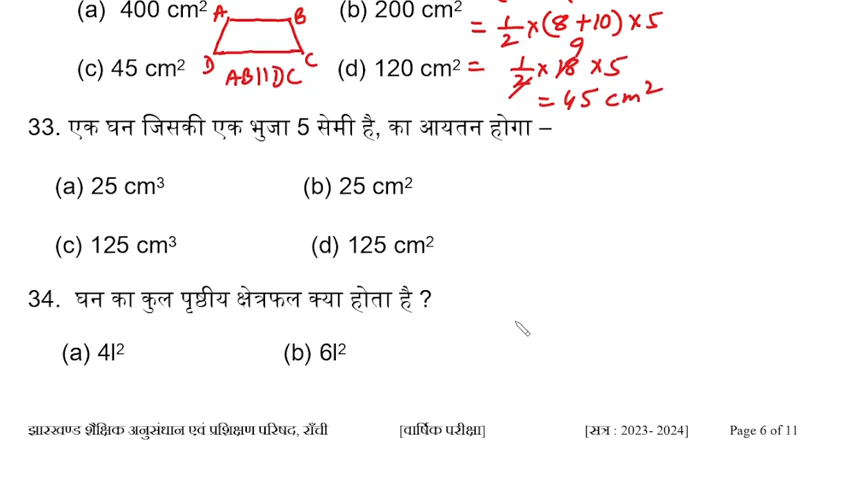 (a) 400 cm² A B (b) 200 cm² = 1/2 × (8 + 10) × 5
(c) 45 cm² D C AB || DC (d) 120 cm² = 1/2 × 18 9 × 5
= 45 cm²
33. एक घन जिसकी एक भुजा 5 सेमी है, का आयतन होगा –
(a) 25 cm³ (b) 25 cm²
(c) 125 cm³ (d) 125 cm²
34. घन का कुल पृष्ठीय क्षेत्रफल क्या होता है ?
(a) 4l² (b) 6l²
झारखण्ड शैक्षिक अनुसंधान एवं प्रशिक्षण परिषद, राँची [वार्षिक परीक्षा] [सत्र : 2023- 2024] Page 6 of 11